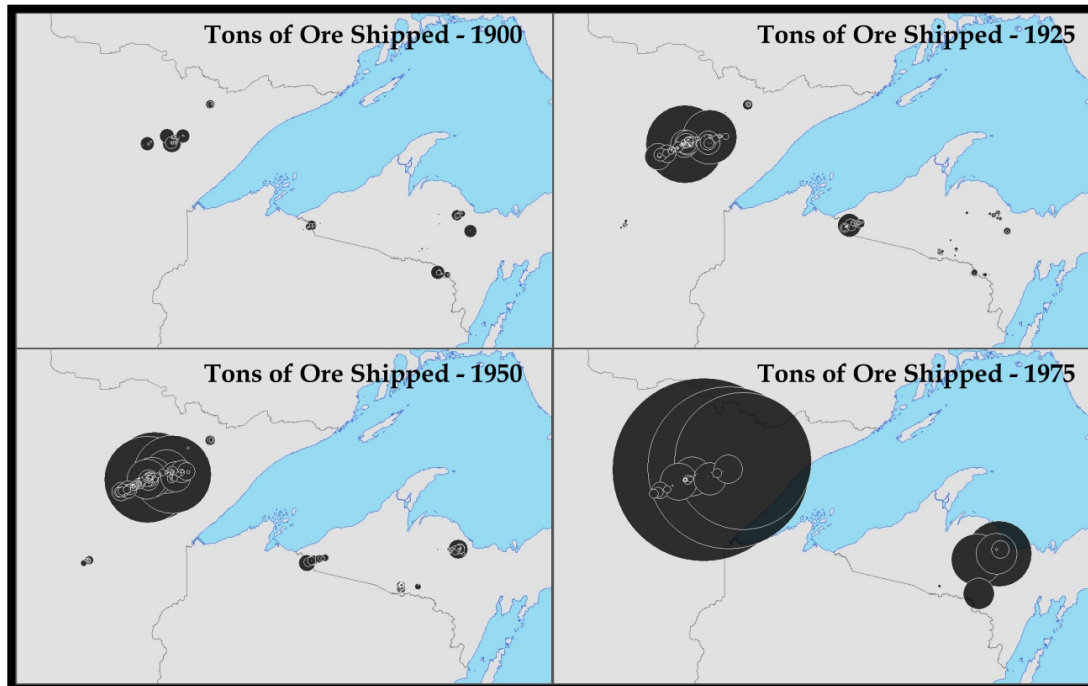 Tons of Ore Shipped - 1900
Tons of Ore Shipped - 1925
Tons of Ore Shipped - 1950
Tons of Ore Shipped - 1975